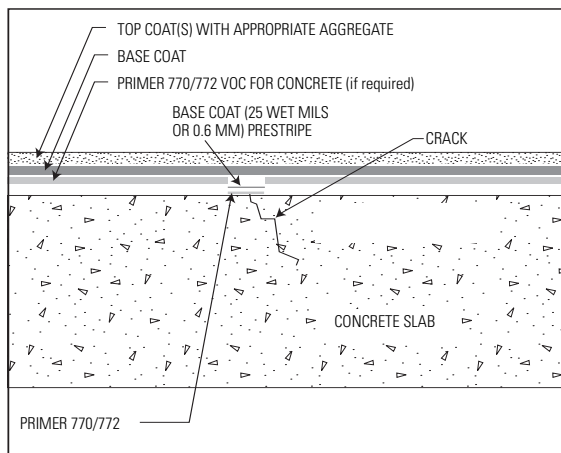 TOP COAT(S) WITH APPROPRIATE AGGREGATE
BASE COAT
PRIMER 770/772 VOC FOR CONCRETE (if required)
BASE COAT (25 WET MILS
OR 0.6 MM) PRESTRIPE
CRACK
CONCRETE SLAB
PRIMER 770/772